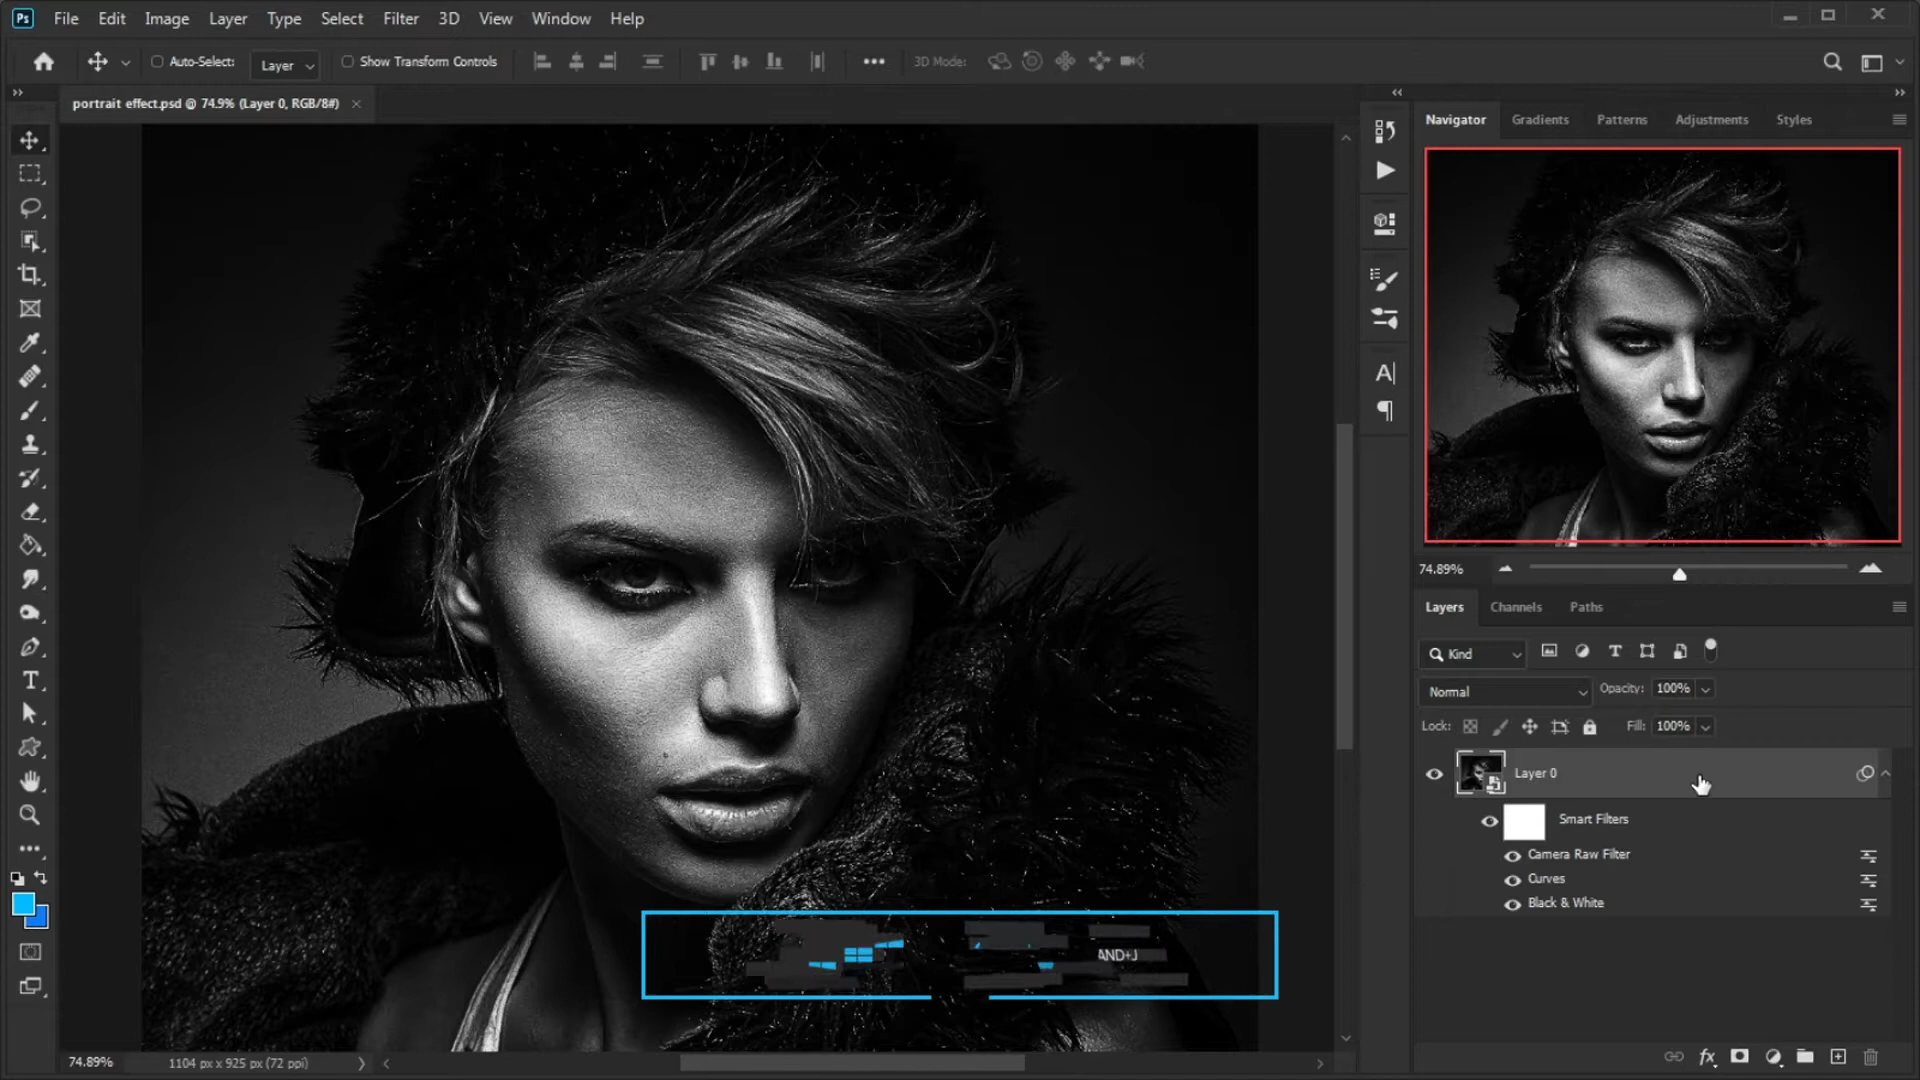 Ps File Edit Image Layer Type Select Filter 3D View Window Help
Auto-Select: Layer Show Transform Controls 3D Mode:
portrait effect.psd @ 74.9% (Layer 0, RGB/8#)
Navigator Gradients Patterns Adjustments Styles
74.89%
Layers Channels Paths
Kind
Normal Opacity: 100%
Lock: Fill: 100%
Layer 0
Smart Filters
Camera Raw Filter
Curves
Black & White
AND+J
74.89% 1104 px x 925 px (72 ppi)
fx